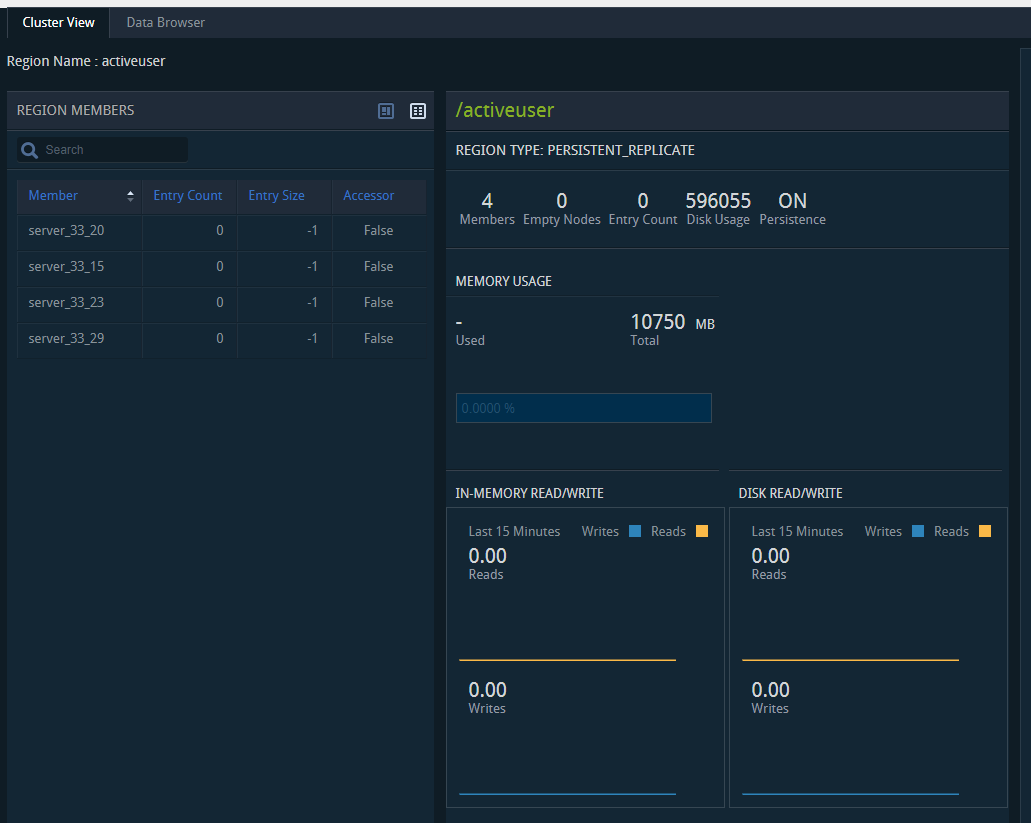 Cluster View Data Browser
Region Name : activeuser
REGION MEMBERS
Search
Member Entry Count Entry Size Accessor
server_33_20 0 -1 False
server_33_15 0 -1 False
server_33_23 0 -1 False
server_33_29 0 -1 False
/activeuser
REGION TYPE: PERSISTENT_REPLICATE
4 0 0 596055 ON
Members Empty Nodes Entry Count Disk Usage Persistence
MEMORY USAGE
- 10750 MB
Used Total
0.0000 %
IN-MEMORY READ/WRITE
Last 15 Minutes Writes Reads
0.00
Reads
0.00
Writes
DISK READ/WRITE
Last 15 Minutes Writes Reads
0.00
Reads
0.00
Writes